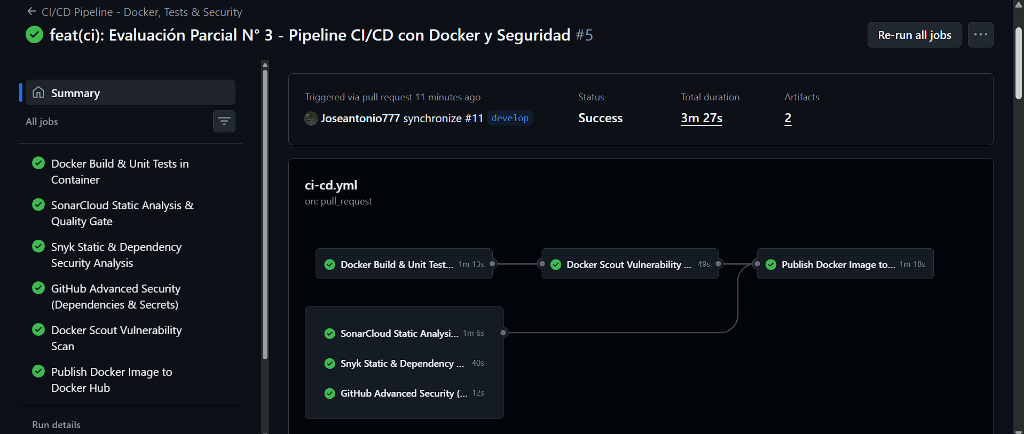 ← CI/CD Pipeline - Docker, Tests & Security
feat(ci): Evaluación Parcial N° 3 - Pipeline CI/CD con Docker y Seguridad #5
Re-run all jobs
Summary
All jobs
Docker Build & Unit Tests in
Container
SonarCloud Static Analysis &
Quality Gate
Snyk Static & Dependency
Security Analysis
GitHub Advanced Security
(Dependencies & Secrets)
Docker Scout Vulnerability
Scan
Publish Docker Image to
Docker Hub
Run details
Triggered via pull request 11 minutes ago
Joseantonio777 synchronize #11 develop
Status
Success
Total duration
3m 27s
Artifacts
2
ci-cd.yml
on: pull_request
Docker Build & Unit Test... 1m 13s
Docker Scout Vulnerability ... 49s
Publish Docker Image to... 1m 18s
SonarCloud Static Analysi... 1m 6s
Snyk Static & Dependency ... 40s
GitHub Advanced Security (... 12s